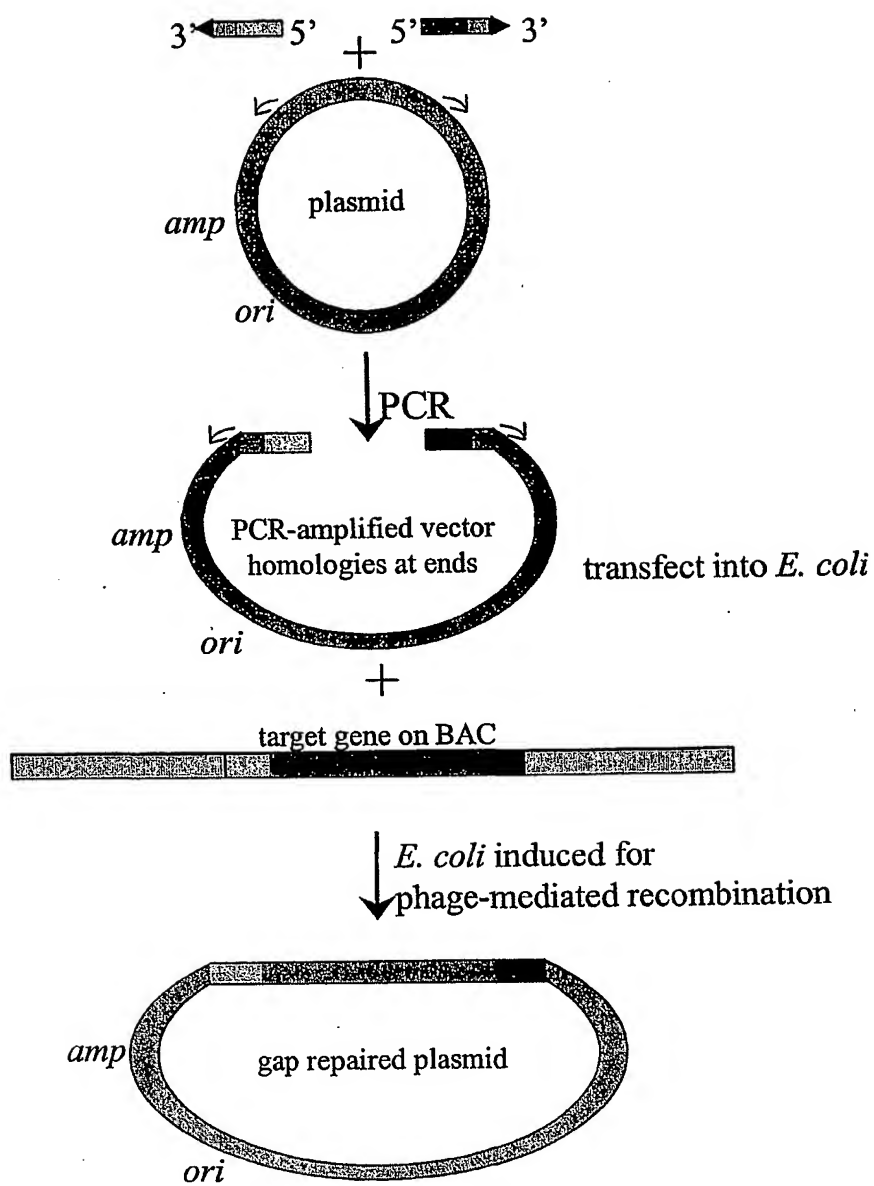 3' 5' 5' 3'
+
plasmid
amp
ori
PCR
amp
PCR-amplified vector
homologies at ends
transfect into E. coli
ori
+
target gene on BAC
E. coli induced for
phage-mediated recombination
amp
gap repaired plasmid
ori